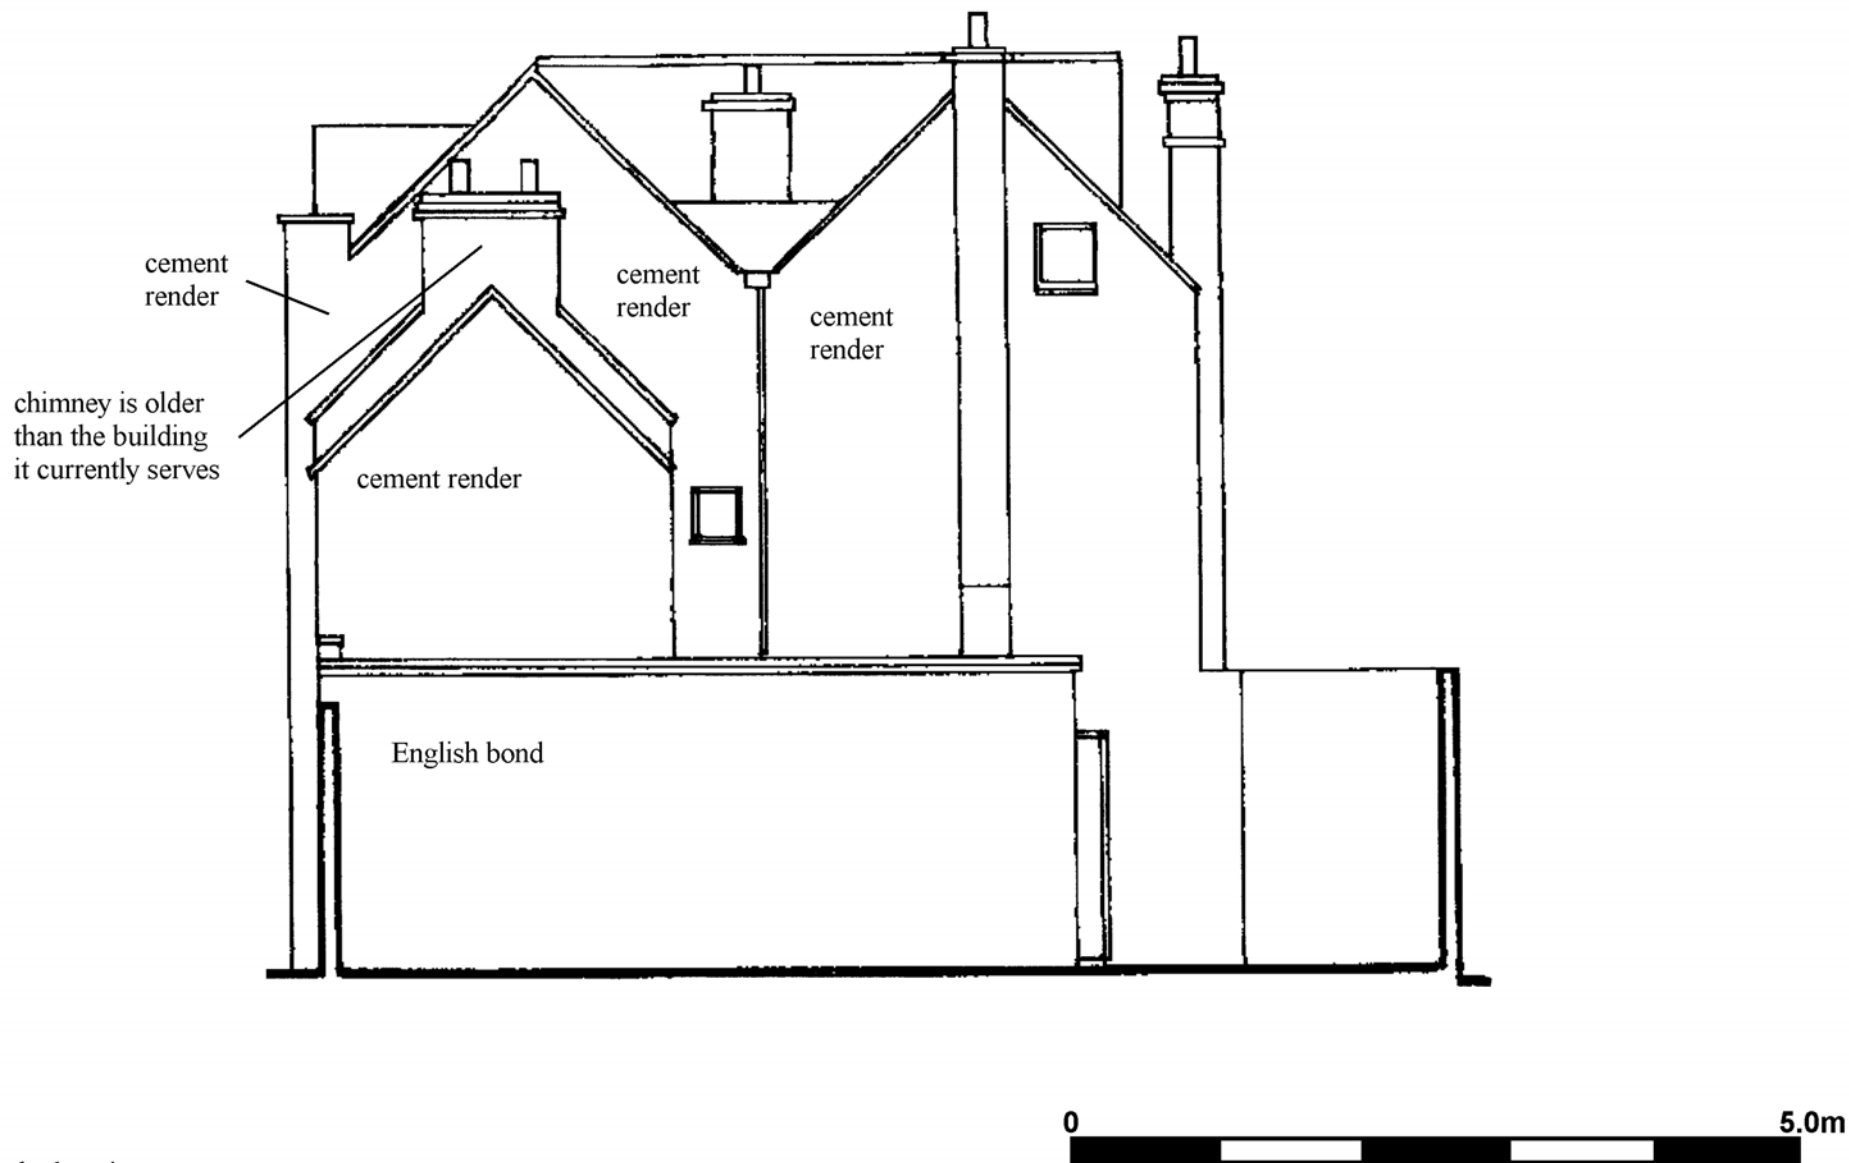 cement
render
cement
render
cement
render
chimney is older
than the building
it currently serves
cement render
English bond
0
5.0m